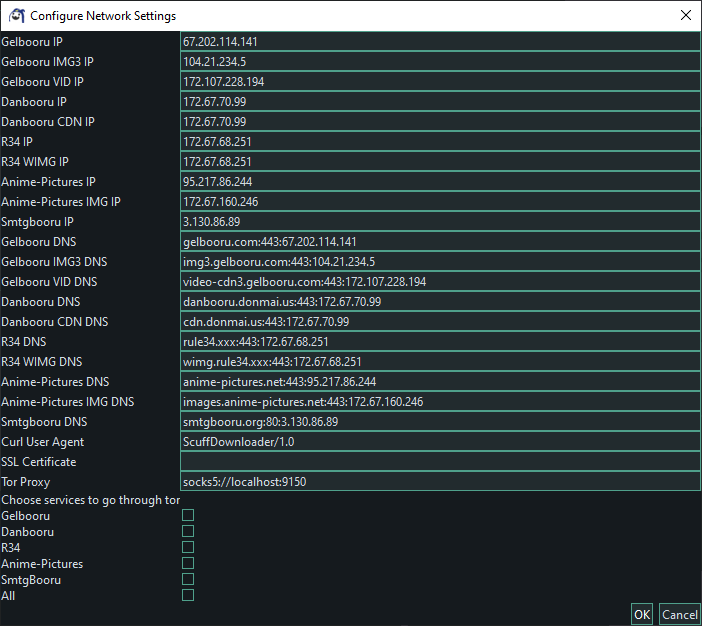 Configure Network Settings
Gelbooru IP 67.202.114.141
Gelbooru IMG3 IP 104.21.234.5
Gelbooru VID IP 172.107.228.194
Danbooru IP 172.67.70.99
Danbooru CDN IP 172.67.70.99
R34 IP 172.67.68.251
R34 WIMG IP 172.67.68.251
Anime-Pictures IP 95.217.86.244
Anime-Pictures IMG IP 172.67.160.246
Smtgbooru IP 3.130.86.89
Gelbooru DNS gelbooru.com:443:67.202.114.141
Gelbooru IMG3 DNS img3.gelbooru.com:443:104.21.234.5
Gelbooru VID DNS video-cdn3.gelbooru.com:443:172.107.228.194
Danbooru DNS danbooru.donmai.us:443:172.67.70.99
Danbooru CDN DNS cdn.donmai.us:443:172.67.70.99
R34 DNS rule34.xxx:443:172.67.68.251
R34 WIMG DNS wimg.rule34.xxx:443:172.67.68.251
Anime-Pictures DNS anime-pictures.net:443:95.217.86.244
Anime-Pictures IMG DNS images.anime-pictures.net:443:172.67.160.246
Smtgbooru DNS smtgbooru.org:80:3.130.86.89
Curl User Agent ScuffDownloader/1.0
SSL Certificate
Tor Proxy socks5://localhost:9150
Choose services to go through tor
Gelbooru
Danbooru
R34
Anime-Pictures
SmtgBooru
All
OK Cancel